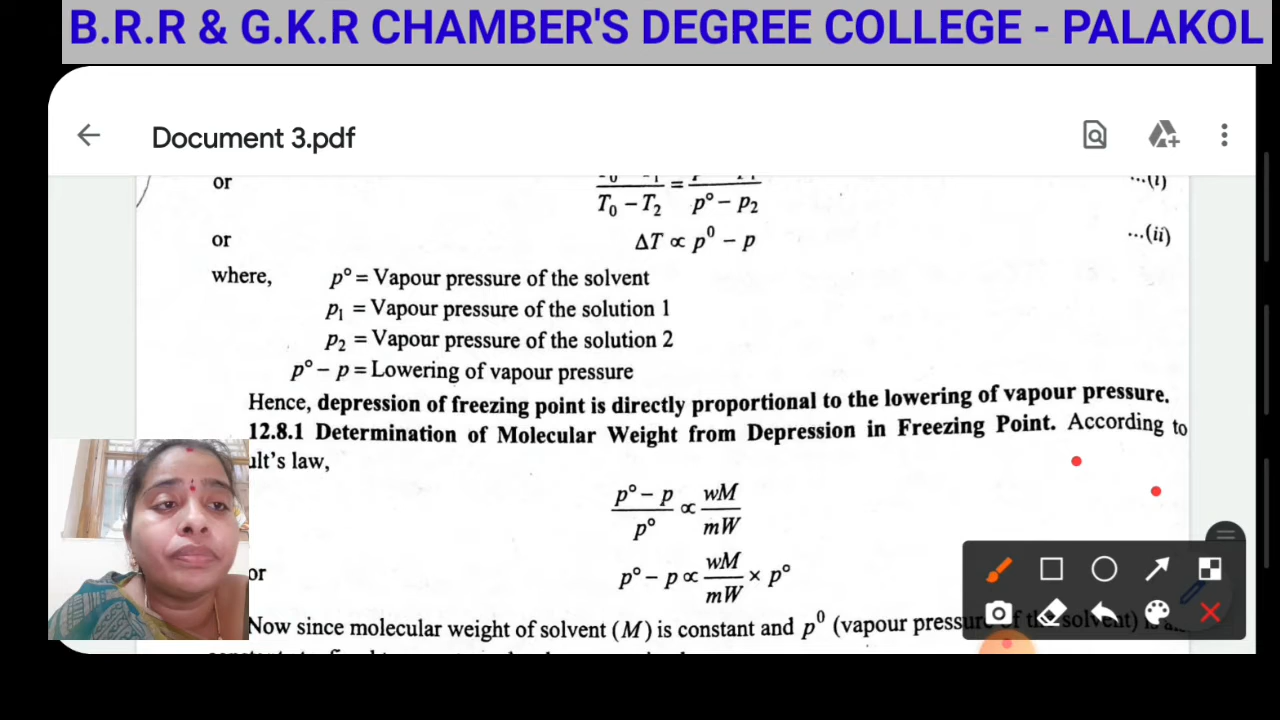 B.R.R & G.K.R CHAMBER'S DEGREE COLLEGE - PALAKOL
Document 3.pdf
or T₀ – T₂ = p° – p₂ ...(i)
or ΔT ∝ p⁰ – p ...(ii)
where, p° = Vapour pressure of the solvent
p₁ = Vapour pressure of the solution 1
p₂ = Vapour pressure of the solution 2
p° – p = Lowering of vapour pressure
Hence, depression of freezing point is directly proportional to the lowering of vapour pressure.
12.8.1 Determination of Molecular Weight from Depression in Freezing Point. According to
ult's law,
(p° – p)/p° ∝ wM/mW
or p° – p ∝ wM/mW × p°
Now since molecular weight of solvent (M) is constant and p⁰ (vapour pressure of the solvent) is